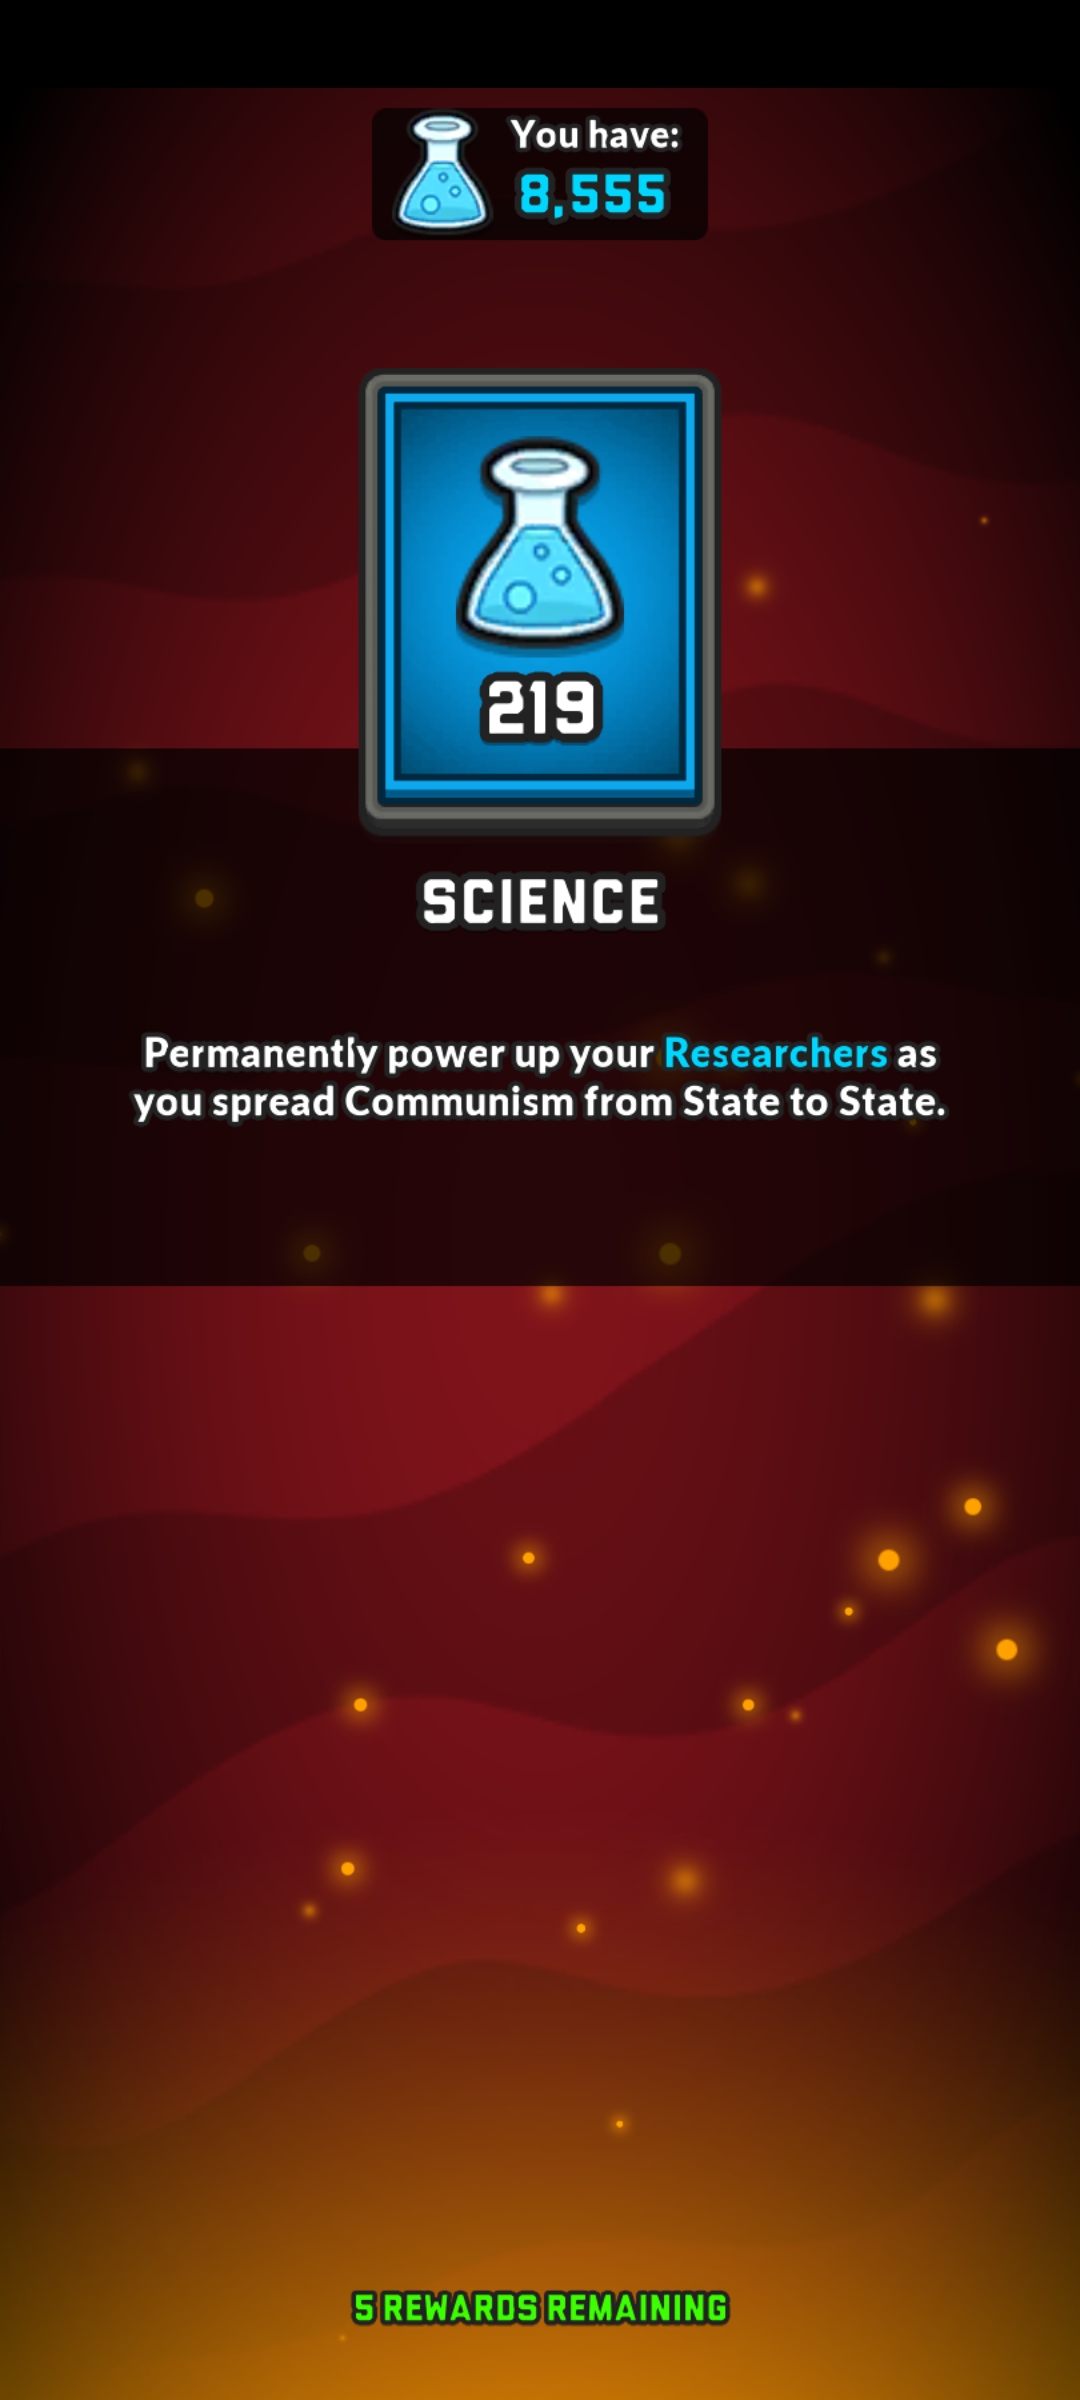 You have:
8,555
219
SCIENCE
Permanently power up your Researchers as
you spread Communism from State to State.
5 REWARDS REMAINING